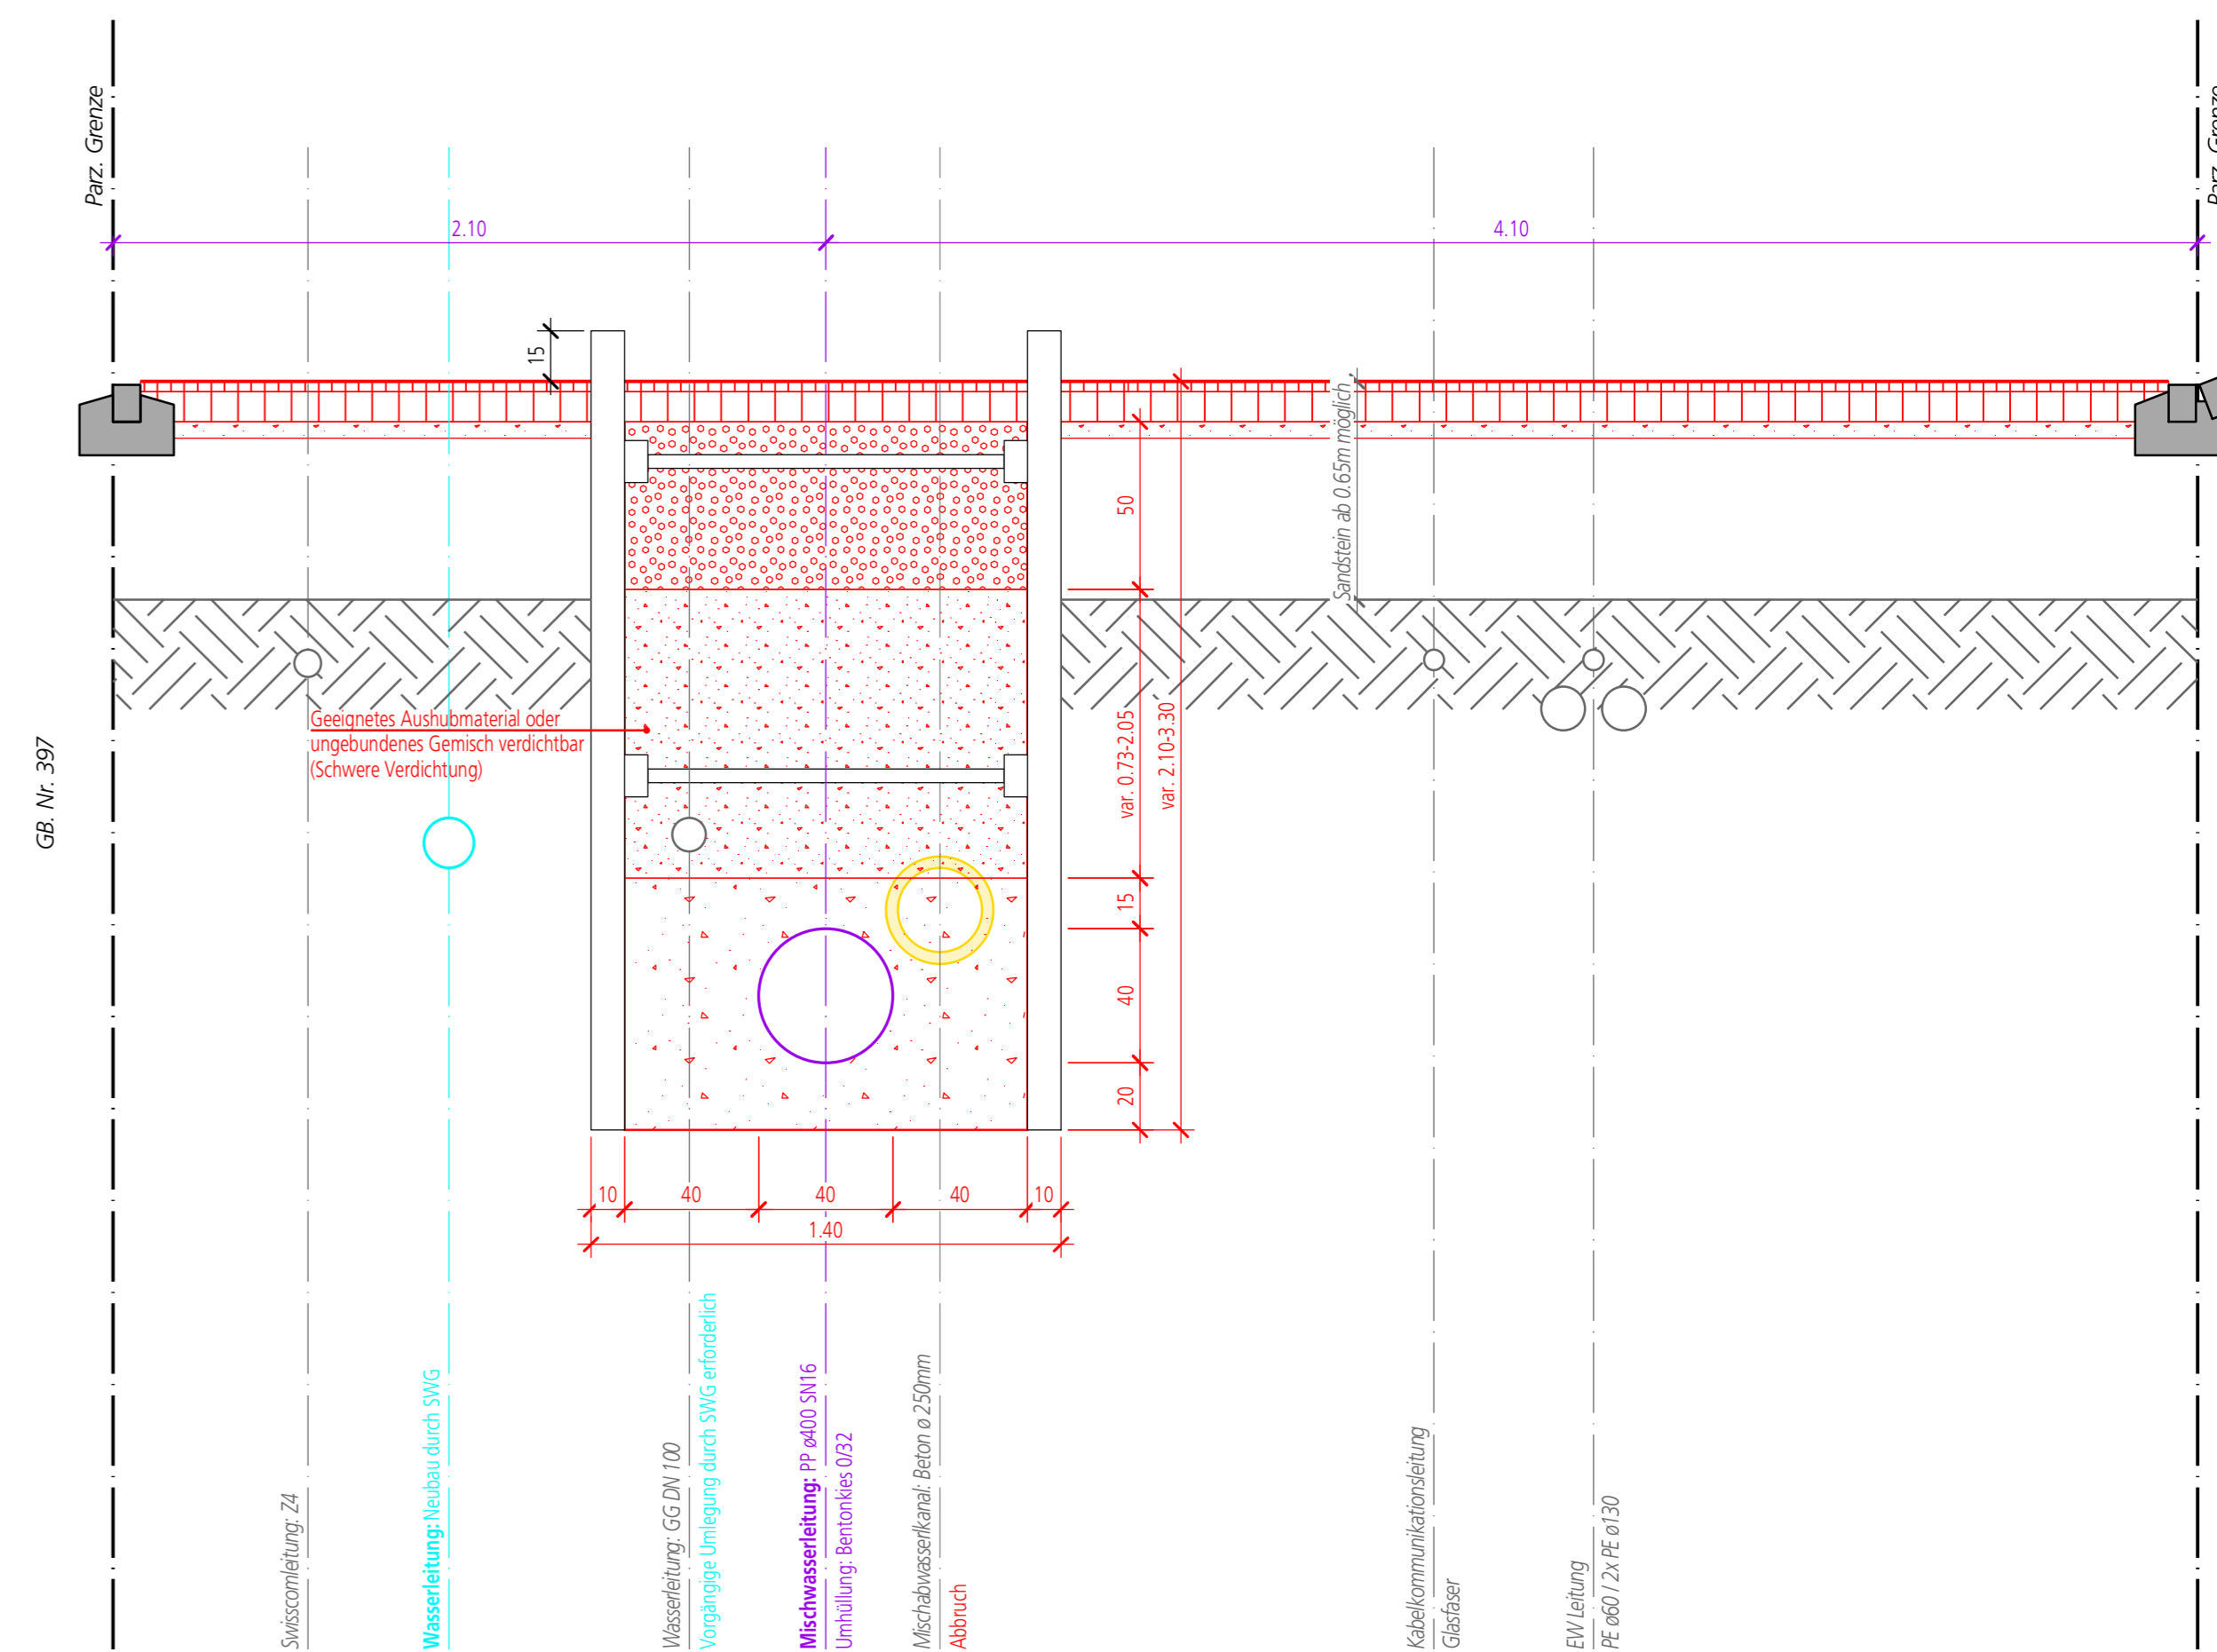 Parz. Grenze
Parz. Grenze
2.10
4.10
15
Sandstein ab 0.65m möglich
50
GB. Nr. 397
Geeignetes Aushubmaterial oder
ungebundenes Gemisch verdichtbar
(Schwere Verdichtung)
var. 0.73-2.05
var. 2.10-3.30
15
40
20
10
40
40
40
10
1.40
Swisscomleitung: Z4
Wasserleitung: Neubau durch SWG
Wasserleitung: GG DN 100
Vorgängige Umlegung durch SWG erforderlich
Mischwasserleitung: PP ø400 SN16
Umhüllung: Bentonkies 0/32
Mischabwasserlkanal: Beton ø 250mm
Abbruch
Kabelkommunikationsleitung
Glasfaser
EW Leitung
PE ø60 / 2x PE ø130